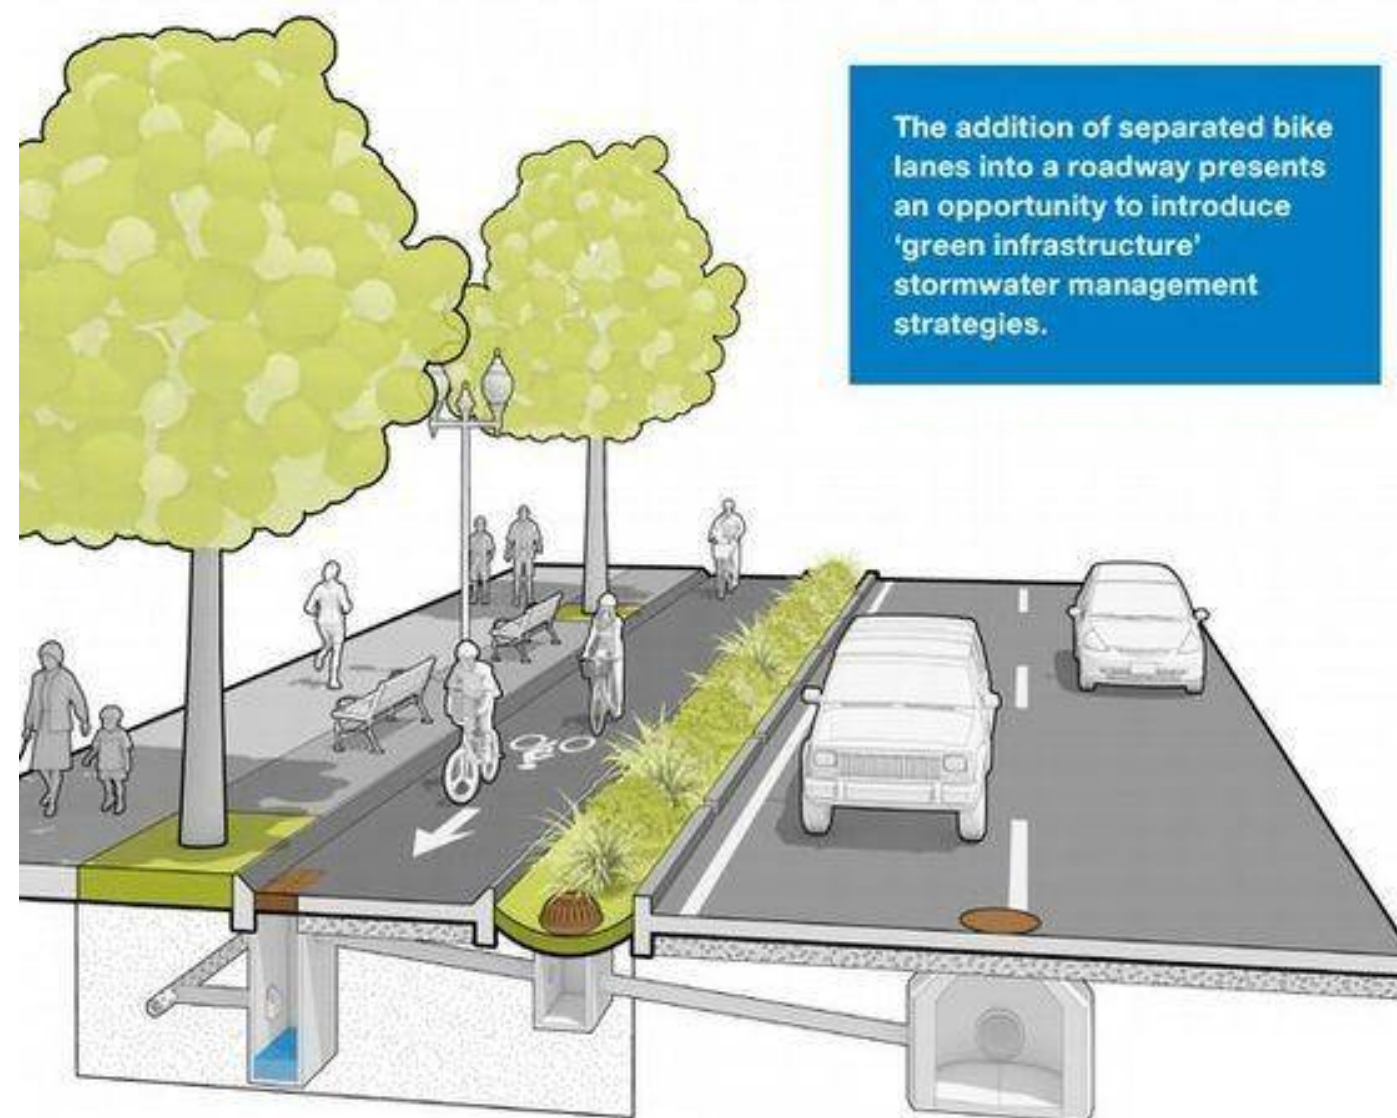 The addition of separated bike
lanes into a roadway presents
an opportunity to introduce
‘green infrastructure’
stormwater management
strategies.